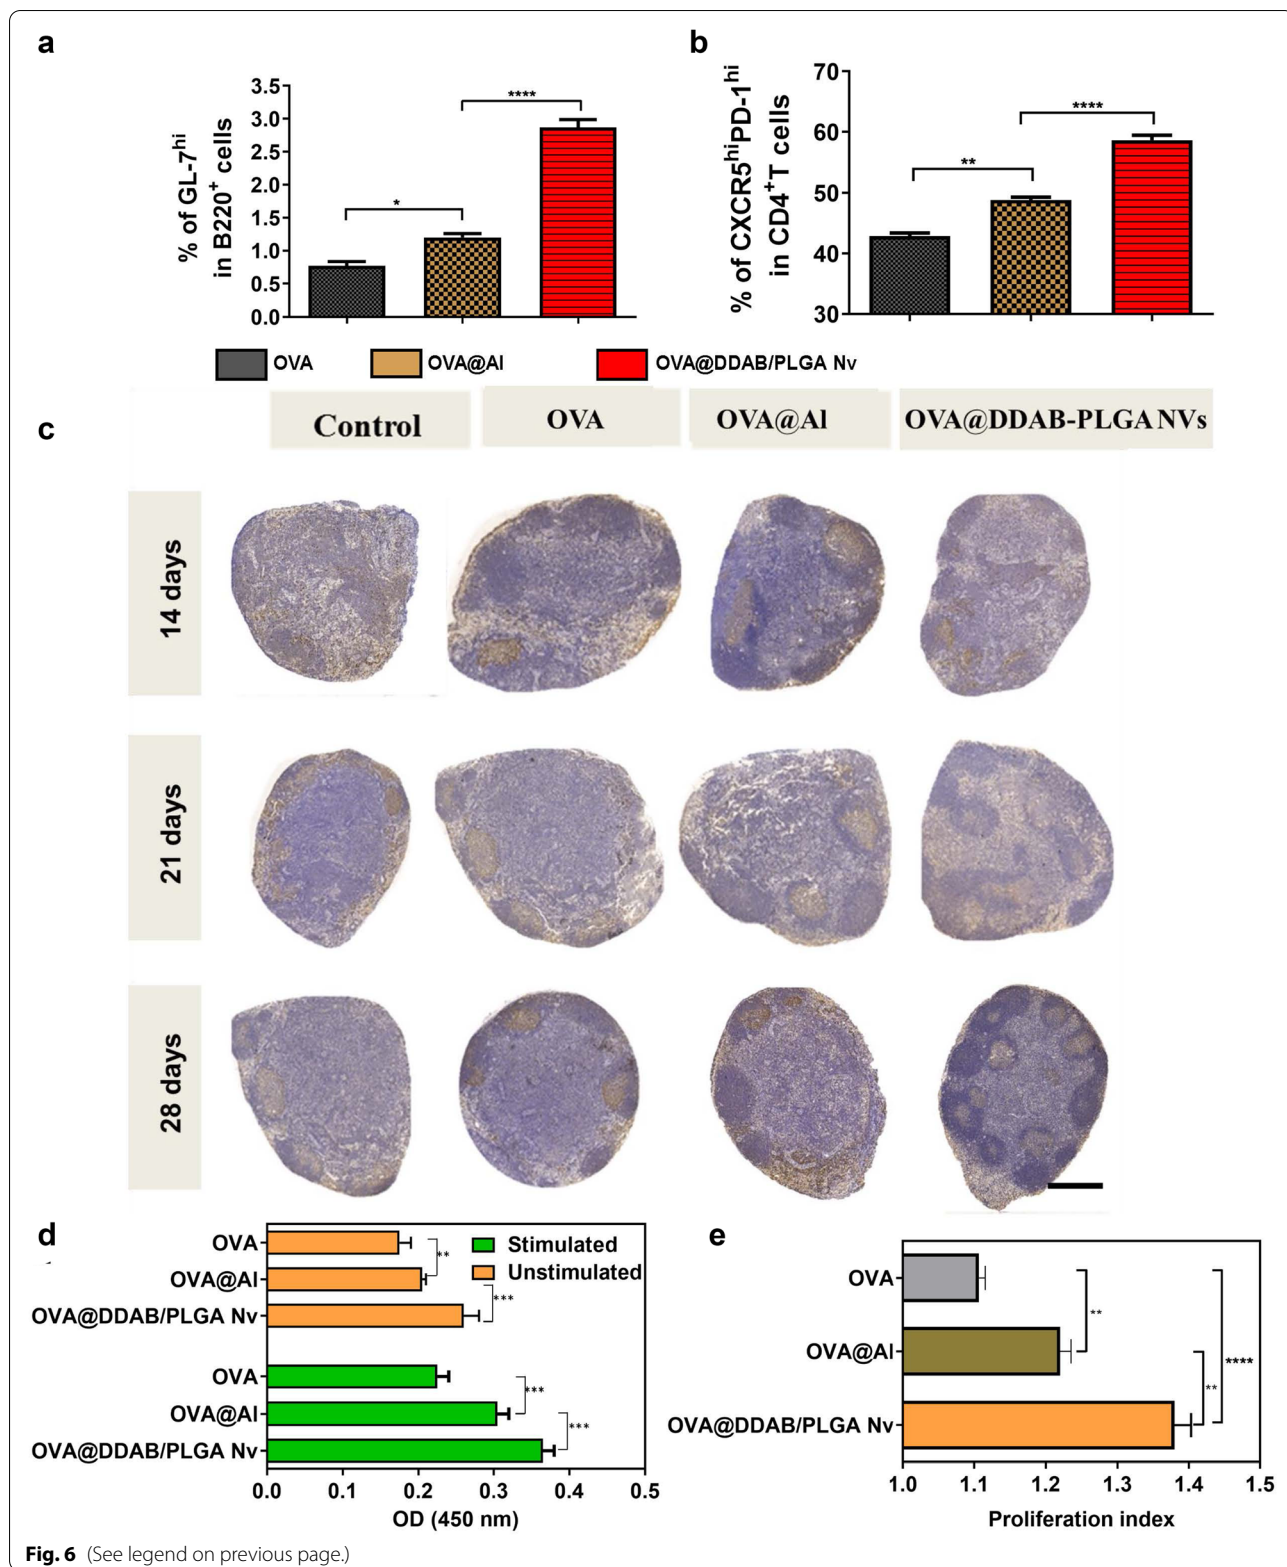 a
% of GL-7hi
in B220+ cells
3.5
3.0
2.5
2.0
1.5
1.0
0.5
0.0
*
****
b
% of CXCR5hiPD-1hi
in CD4+T cells
70
60
50
40
30
**
****
OVA
OVA@Al
OVA@DDAB/PLGA Nv
c
Control
OVA
OVA@Al
OVA@DDAB-PLGA NVs
14 days
21 days
28 days
d
OVA
OVA@Al
OVA@DDAB/PLGA Nv
OVA
OVA@Al
OVA@DDAB/PLGA Nv
Stimulated
Unstimulated
**
***
***
***
0.0 0.1 0.2 0.3 0.4 0.5
OD (450 nm)
e
OVA
OVA@Al
OVA@DDAB/PLGA Nv
**
**
****
1.0 1.1 1.2 1.3 1.4 1.5
Proliferation index
Fig. 6 (See legend on previous page.)